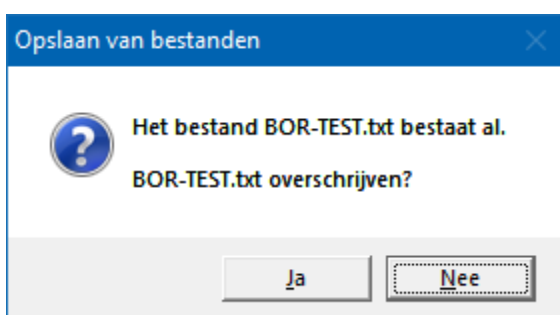 Opslaan van bestanden
Het bestand BOR-TEST.txt bestaat al.
BOR-TEST.txt overschrijven?
Ja
Nee